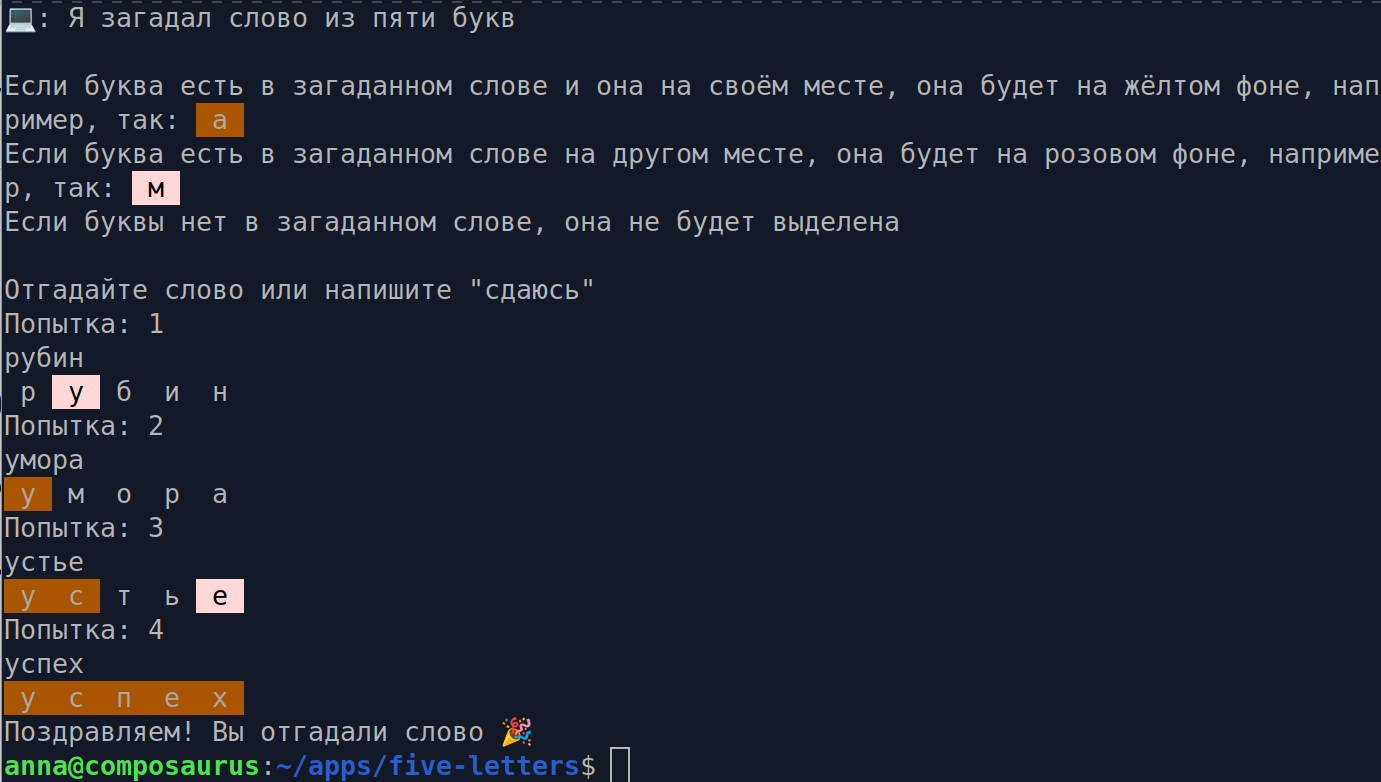 💻: Я загадал слово из пяти букв
Если буква есть в загаданном слове и она на своём месте, она будет на жёлтом фоне, нап
ример, так: а
Если буква есть в загаданном слове на другом месте, она будет на розовом фоне, наприме
р, так: м
Если буквы нет в загаданном слове, она не будет выделена
Отгадайте слово или напишите "сдаюсь"
Попытка: 1
рубин
р у б и н
Попытка: 2
умора
у м о р а
Попытка: 3
устье
у с т ь е
Попытка: 4
успех
у с п е х
Поздравляем! Вы отгадали слово 🎉
anna@composaurus:~/apps/five-letters$